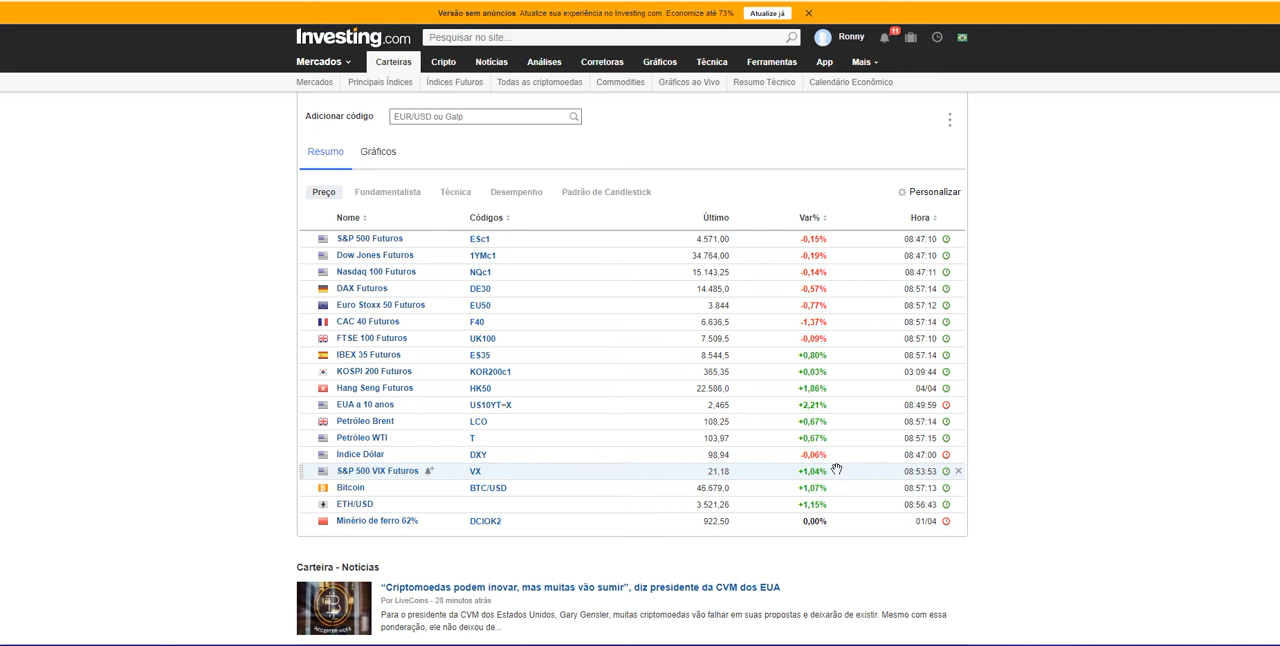 Versão sem anúncios. Atualize sua experiência no Investing.com. Economize até 73% Atualize já
Investing.com Pesquisar no site... Ronny 11
Mercados Carteiras Cripto Notícias Análises Corretoras Gráficos Técnica Ferramentas App Mais
Mercados Principais Índices Índices Futuros Todas as criptomoedas Commodities Gráficos ao Vivo Resumo Técnico Calendário Econômico
Adicionar código EUR/USD ou Galp
Resumo Gráficos
Preço Fundamentalista Técnica Desempenho Padrão de Candlestick Personalizar
Nome Códigos Último Var% Hora
S&P 500 Futuros ESc1 4.571,00 -0,15% 08:47:10
Dow Jones Futuros 1YMc1 34.764,00 -0,19% 08:47:10
Nasdaq 100 Futuros NQc1 15.143,25 -0,14% 08:47:11
DAX Futuros DE30 14.485,0 -0,57% 08:57:14
Euro Stoxx 50 Futuros EU50 3.844 -0,77% 08:57:12
CAC 40 Futuros F40 6.636,5 -1,37% 08:57:14
FTSE 100 Futuros UK100 7.509,5 -0,09% 08:57:10
IBEX 35 Futuros ES35 8.544,5 +0,80% 08:57:14
KOSPI 200 Futuros KOR200c1 365,35 +0,03% 03:09:44
Hang Seng Futuros HK50 22.586,0 +1,86% 04/04
EUA a 10 anos US10YT=X 2,465 +2,21% 08:49:59
Petróleo Brent LCO 108,25 +0,67% 08:57:14
Petróleo WTI T 103,97 +0,67% 08:57:15
Índice Dólar DXY 98,94 -0,06% 08:47:00
S&P 500 VIX Futuros VX 21,18 +1,04% 08:53:53
Bitcoin BTC/USD 46.679,0 +1,07% 08:57:13
ETH/USD 3.521,26 +1,15% 08:56:43
Minério de ferro 62% DCIOK2 922,50 0,00% 01/04
Carteira - Notícias
“Criptomoedas podem inovar, mas muitas vão sumir”, diz presidente da CVM dos EUA
Por LiveCoins - 28 minutos atrás
Para o presidente da CVM dos Estados Unidos, Gary Gensler, muitas criptomoedas vão falhar em suas propostas e deixarão de existir. Mesmo com essa
ponderação, ele não deixou de...
ACCEPTED HERE